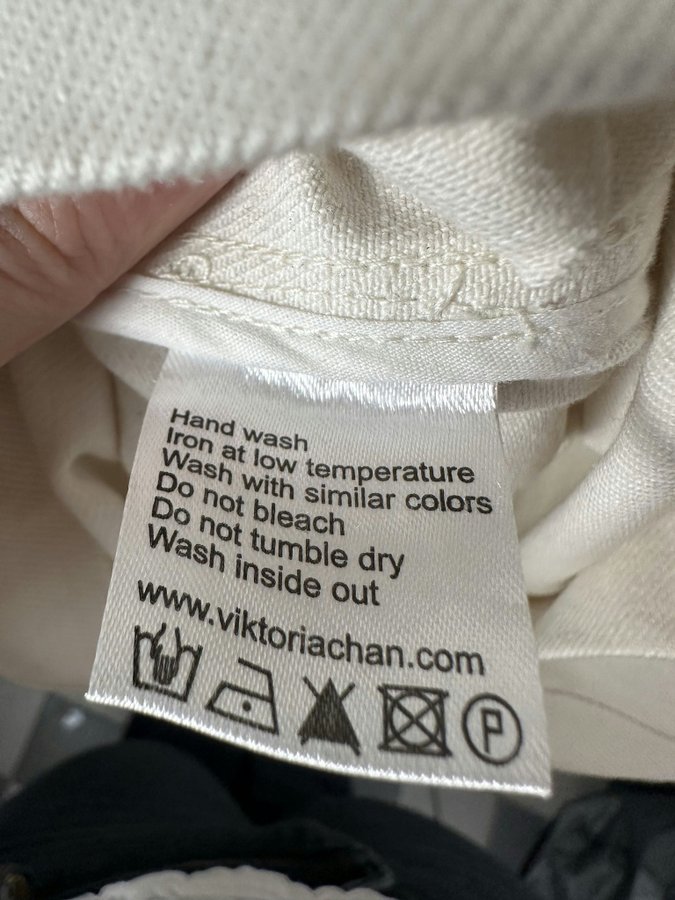 Hand wash
Iron at low temperature
Wash with similar colors
Do not bleach
Do not tumble dry
Wash inside out
www.viktoriachan.com
P